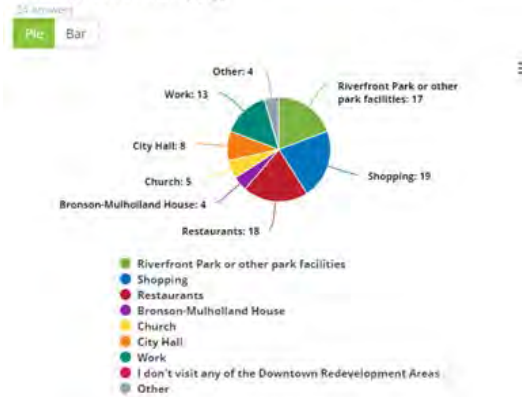 24 answers
Pie Bar
Other: 4
Work: 13
Riverfront Park or other
park facilities: 17
City Hall: 8
Church: 5
Shopping: 19
Bronson-Mulholland House: 4
Restaurants: 18
Riverfront Park or other park facilities
Shopping
Restaurants
Bronson-Mulholland House
Church
City Hall
Work
I don't visit any of the Downtown Redevelopment Areas
Other